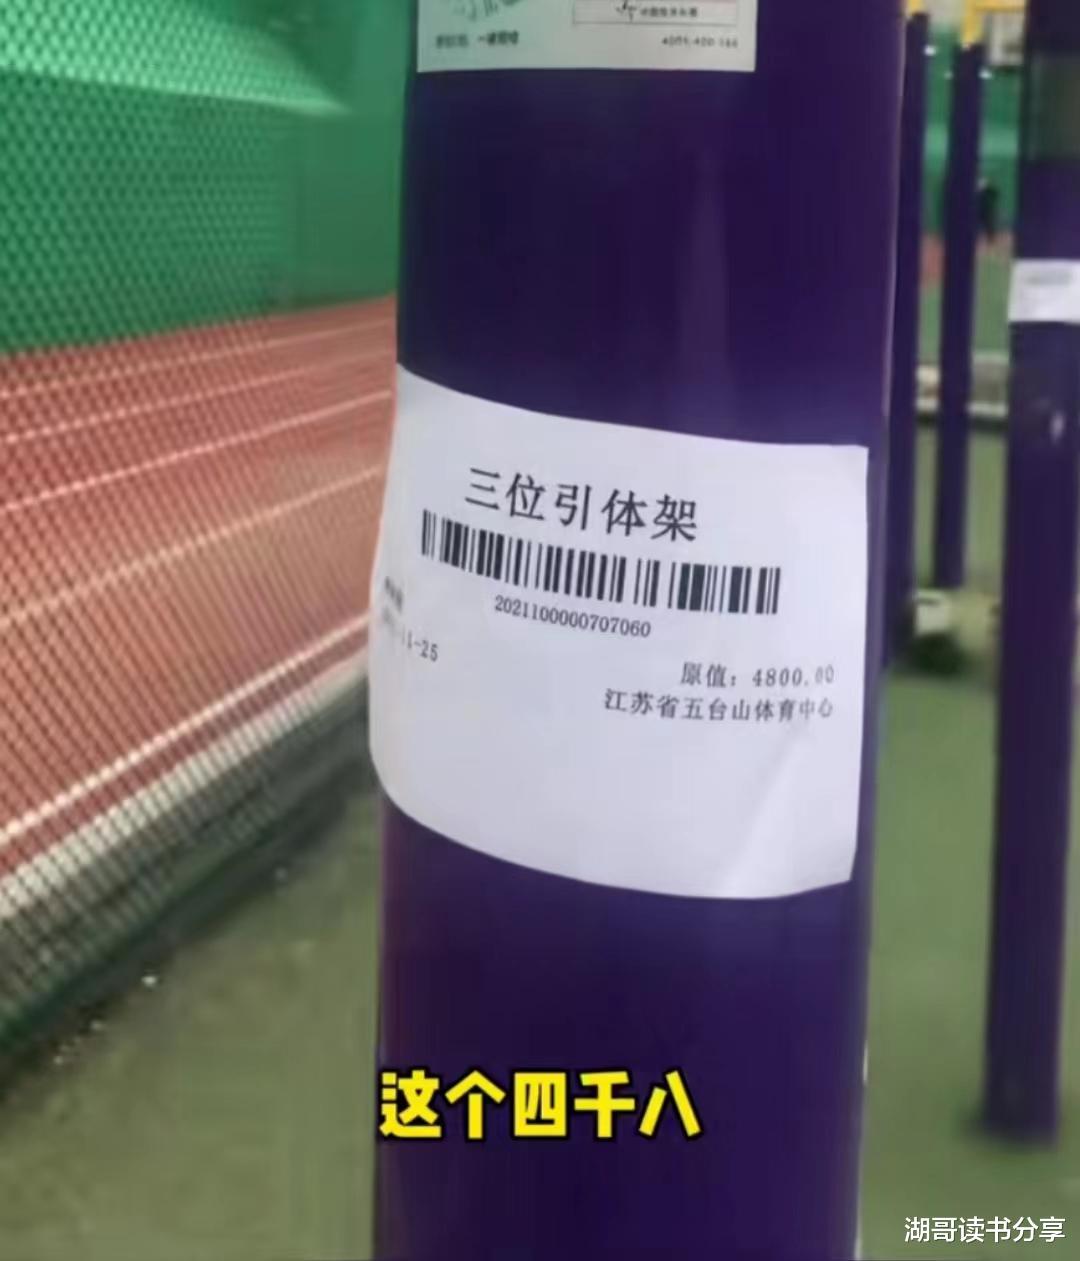 三位引体架
2021100000707060
-25
原值：4800.00
江苏省五台山体育中心
这个四千八
湖哥读书分享